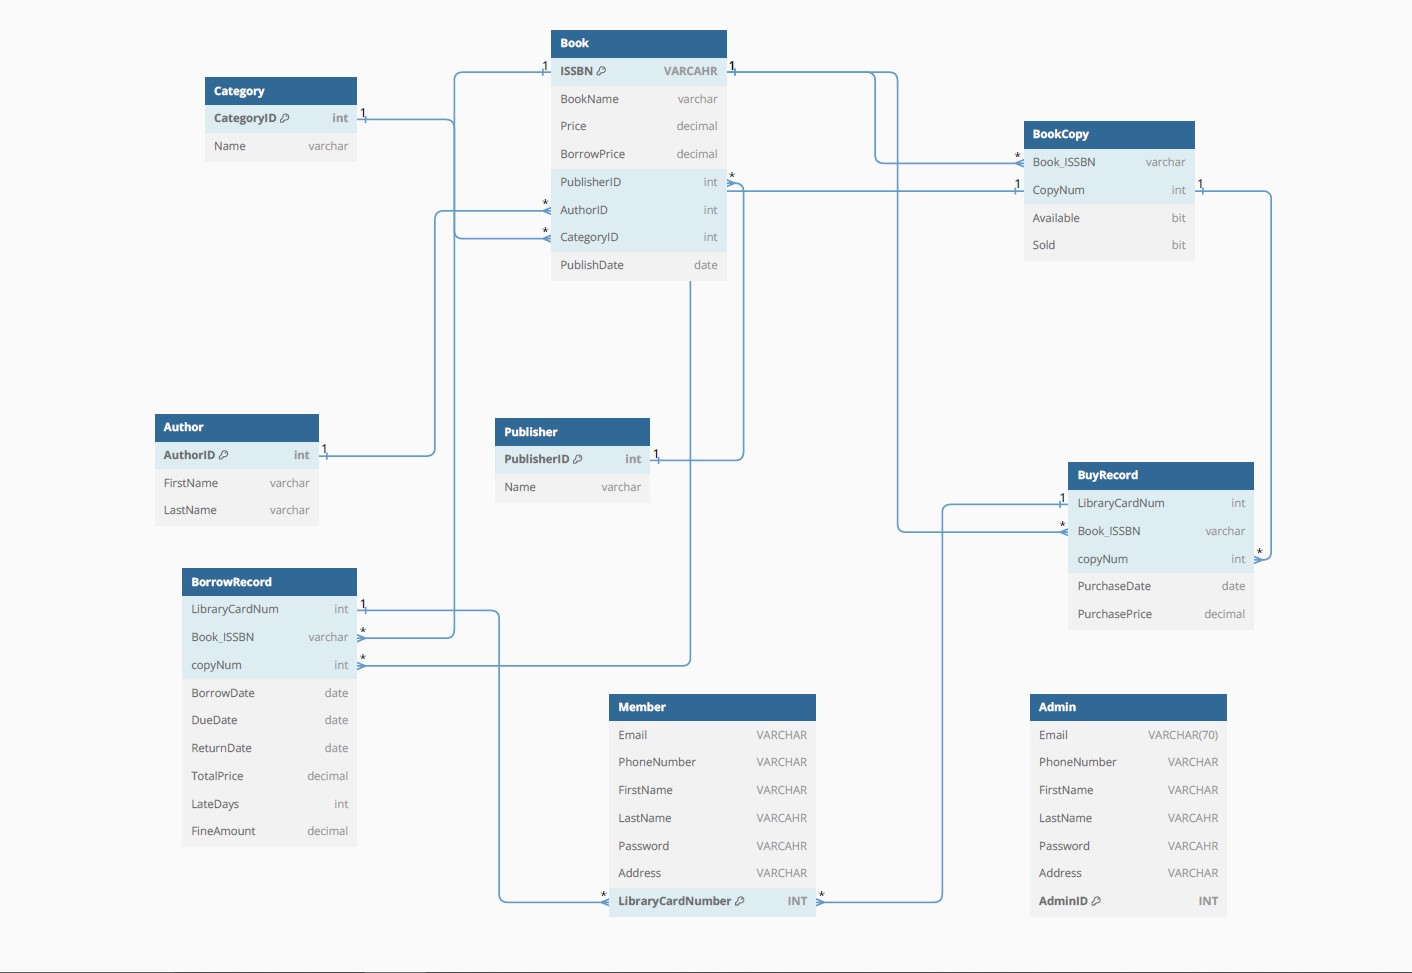 Book
1 ISSBN VARCAHR 1
BookName varchar
Price decimal
BorrowPrice decimal
PublisherID int *
* AuthorID int
* CategoryID int
PublishDate date
Category
CategoryID int 1
Name varchar
BookCopy
* Book_ISSBN varchar
1 CopyNum int 1
Available bit
Sold bit
Author
AuthorID int 1
FirstName varchar
LastName varchar
Publisher
PublisherID int 1
Name varchar
BuyRecord
1 LibraryCardNum int
* Book_ISSBN varchar
copyNum int *
PurchaseDate date
PurchasePrice decimal
BorrowRecord
LibraryCardNum int 1
Book_ISSBN varchar *
copyNum int *
BorrowDate date
DueDate date
ReturnDate date
TotalPrice decimal
LateDays int
FineAmount decimal
Member
Email VARCHAR
PhoneNumber VARCHAR
FirstName VARCHAR
LastName VARCAHR
Password VARCAHR
Address VARCHAR
* LibraryCardNumber INT *
Admin
Email VARCHAR(70)
PhoneNumber VARCHAR
FirstName VARCHAR
LastName VARCAHR
Password VARCAHR
Address VARCHAR
AdminID INT